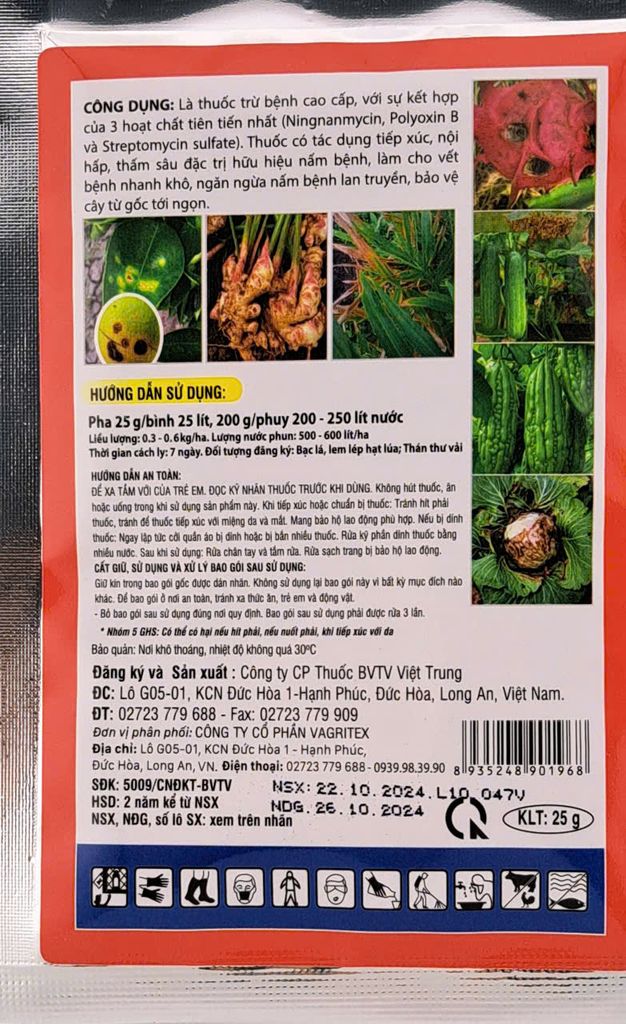 CÔNG DỤNG: Là thuốc trừ bệnh cao cấp, với sự kết hợp
của 3 hoạt chất tiên tiến nhất (Ningnanmycin, Polyoxin B
và Streptomycin sulfate). Thuốc có tác dụng tiếp xúc, nội
hấp, thấm sâu đặc trị hữu hiệu nấm bệnh, làm cho vết
bệnh nhanh khô, ngăn ngừa nấm bệnh lan truyền, bảo vệ
cây từ gốc tới ngọn.
HƯỚNG DẪN SỬ DỤNG:
Pha 25 g/bình 25 lít, 200 g/phuy 200 - 250 lít nước
Liều lượng: 0.3 - 0.6 kg/ha. Lượng nước phun: 500 - 600 lít/ha
Thời gian cách ly: 7 ngày. Đối tượng đăng ký: Bạc lá, lem lép hạt lúa; Thán thư vải
HƯỚNG DẪN AN TOÀN:
ĐỂ XA TẦM VỚI CỦA TRẺ EM. ĐỌC KỸ NHÃN THUỐC TRƯỚC KHI DÙNG. Không hút thuốc, ăn
hoặc uống trong khi sử dụng sản phẩm này. Khi tiếp xúc hoặc chuẩn bị thuốc: Tránh hít phải
thuốc, tránh để thuốc tiếp xúc với miệng da và mắt. Mang bảo hộ lao động phù hợp. Nếu bị dính
thuốc: Ngay lập tức cởi quần áo bị dính hoặc bị bắn nhiều thuốc. Rửa kỹ phần dính thuốc bằng
nhiều nước. Sau khi sử dụng: Rửa chân tay và tắm rửa. Rửa sạch trang bị bảo hộ lao động.
CẤT GIỮ, SỬ DỤNG VÀ XỬ LÝ BAO GÓI SAU SỬ DỤNG:
Giữ kín trong bao gói gốc được dán nhãn. Không sử dụng lại bao gói này vì bất kỳ mục đích nào
khác. Để bao gói ở nơi an toàn, tránh xa thức ăn, trẻ em và động vật.
- Bỏ bao gói sau sử dụng đúng nơi quy định. Bao gói sau sử dụng phải được rửa 3 lần.
* Nhóm 5 GHS: Có thể có hại nếu hít phải, nếu nuốt phải, khi tiếp xúc với da
Bảo quản: Nơi khô thoáng, nhiệt độ không quá 30ºC
Đăng ký và Sản xuất : Công ty CP Thuốc BVTV Việt Trung
ĐC: Lô G05-01, KCN Đức Hòa 1-Hạnh Phúc, Đức Hòa, Long An, Việt Nam.
ĐT: 02723 779 688 - Fax: 02723 779 909
Đơn vị phân phối: CÔNG TY CỔ PHẦN VAGRITEX
Địa chỉ: Lô G05-01, KCN Đức Hòa 1 - Hạnh Phúc,
Đức Hòa, Long An, VN. Điện thoại: 02723 779 688 - 0939.98.39.90
8 935248 901968
SĐK: 5009/CNĐKT-BVTV
HSD: 2 năm kể từ NSX
NSX, NĐG, số lô SX: xem trên nhãn
NSX: 22.10.2024.L10.047V
NDG.26.10.2024
KLT: 25 g